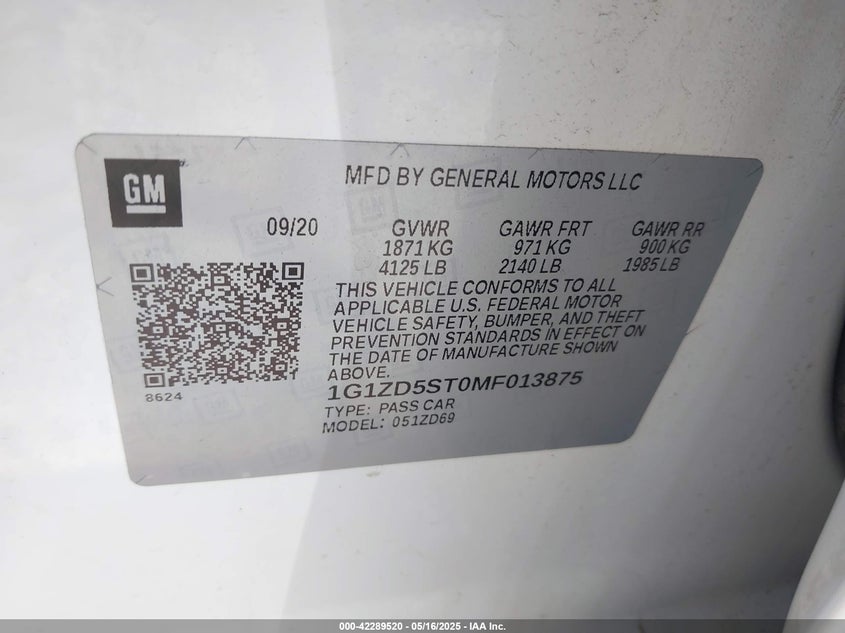 GM
MFD BY GENERAL MOTORS LLC
09/20 GVWR GAWR FRT GAWR RR
1871 KG 971 KG 900 KG
4125 LB 2140 LB 1985 LB
THIS VEHICLE CONFORMS TO ALL
APPLICABLE U.S. FEDERAL MOTOR
VEHICLE SAFETY, BUMPER, AND THEFT
PREVENTION STANDARDS IN EFFECT ON
THE DATE OF MANUFACTURE SHOWN
ABOVE.
8624
1G1ZD5ST0MF013875
TYPE: PASS CAR
MODEL: 051ZD69
000-42289520 - 05/16/2025 - IAA Inc.